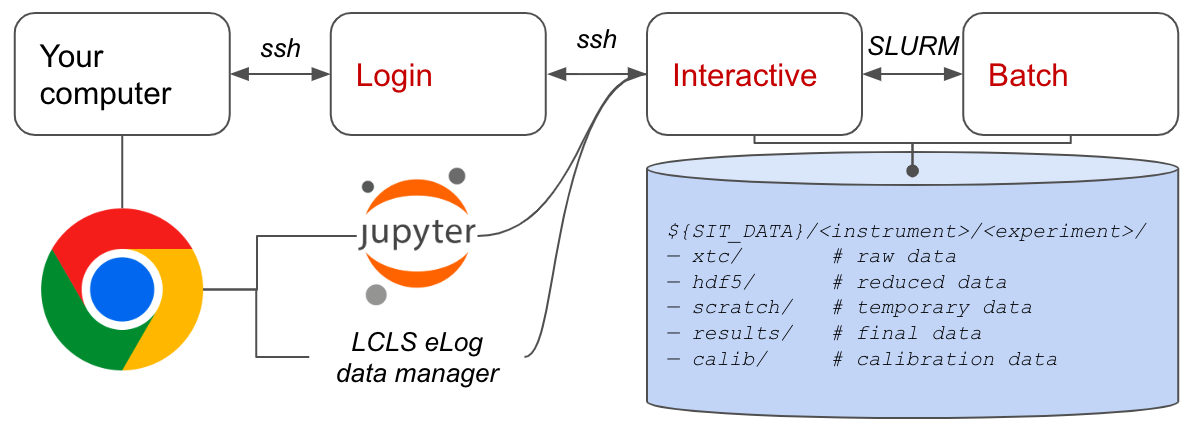 Your
computer
ssh
Login
ssh
Interactive
SLURM
Batch
jupyter
LCLS eLog
data manager
${SIT_DATA}/<instrument>/<experiment>/
– xtc/ # raw data
– hdf5/ # reduced data
– scratch/ # temporary data
– results/ # final data
– calib/ # calibration data